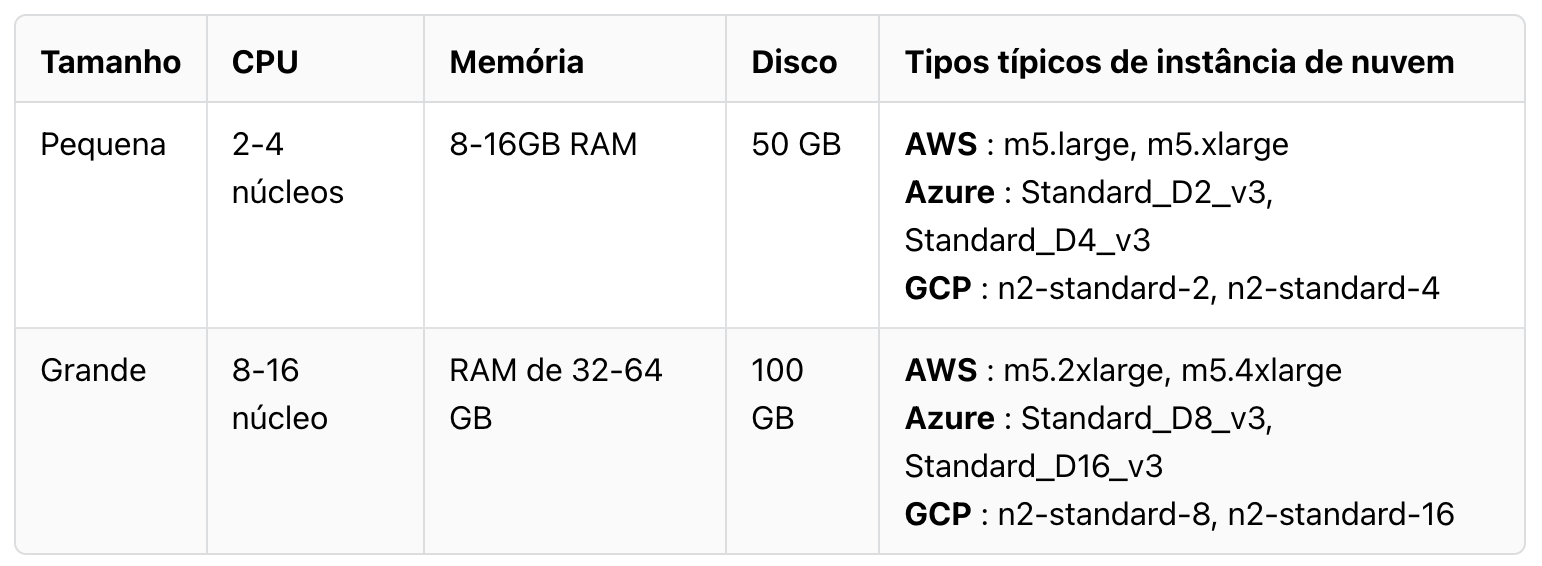 Tamanho
CPU
Memória
Disco
Tipos típicos de instância de nuvem
Pequena
2-4
núcleos
8-16GB RAM
50 GB
AWS : m5.large, m5.xlarge
Azure : Standard_D2_v3,
Standard_D4_v3
GCP : n2-standard-2, n2-standard-4
Grande
8-16
núcleo
RAM de 32-64
GB
100
GB
AWS : m5.2xlarge, m5.4xlarge
Azure : Standard_D8_v3,
Standard_D16_v3
GCP : n2-standard-8, n2-standard-16